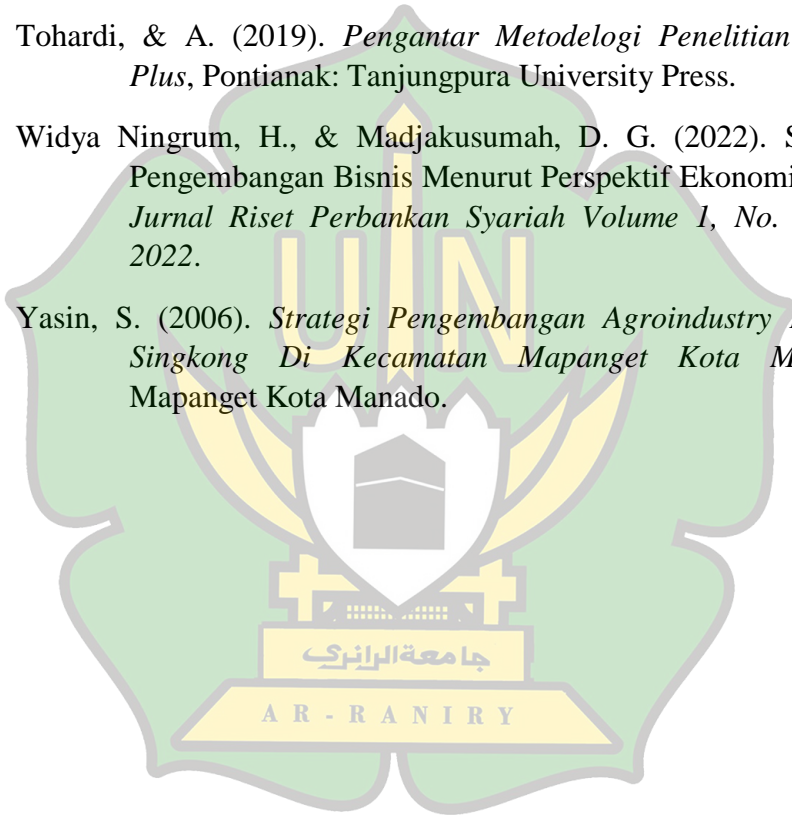 Tohardi, & A. (2019). Pengantar Metodelogi Penelitian
Plus, Pontianak: Tanjungpura University Press.
Widya Ningrum, H., & Madjakusumah, D. G. (2022). S
Pengembangan Bisnis Menurut Perspektif Ekonomi
Jurnal Riset Perbankan Syariah Volume 1, No.
2022.
Yasin, S. (2006). Strategi Pengembangan Agroindustry
Singkong Di Kecamatan Mapanget Kota M
Mapanget Kota Manado.
UIN
جامعةالرانري
AR-RANIRY